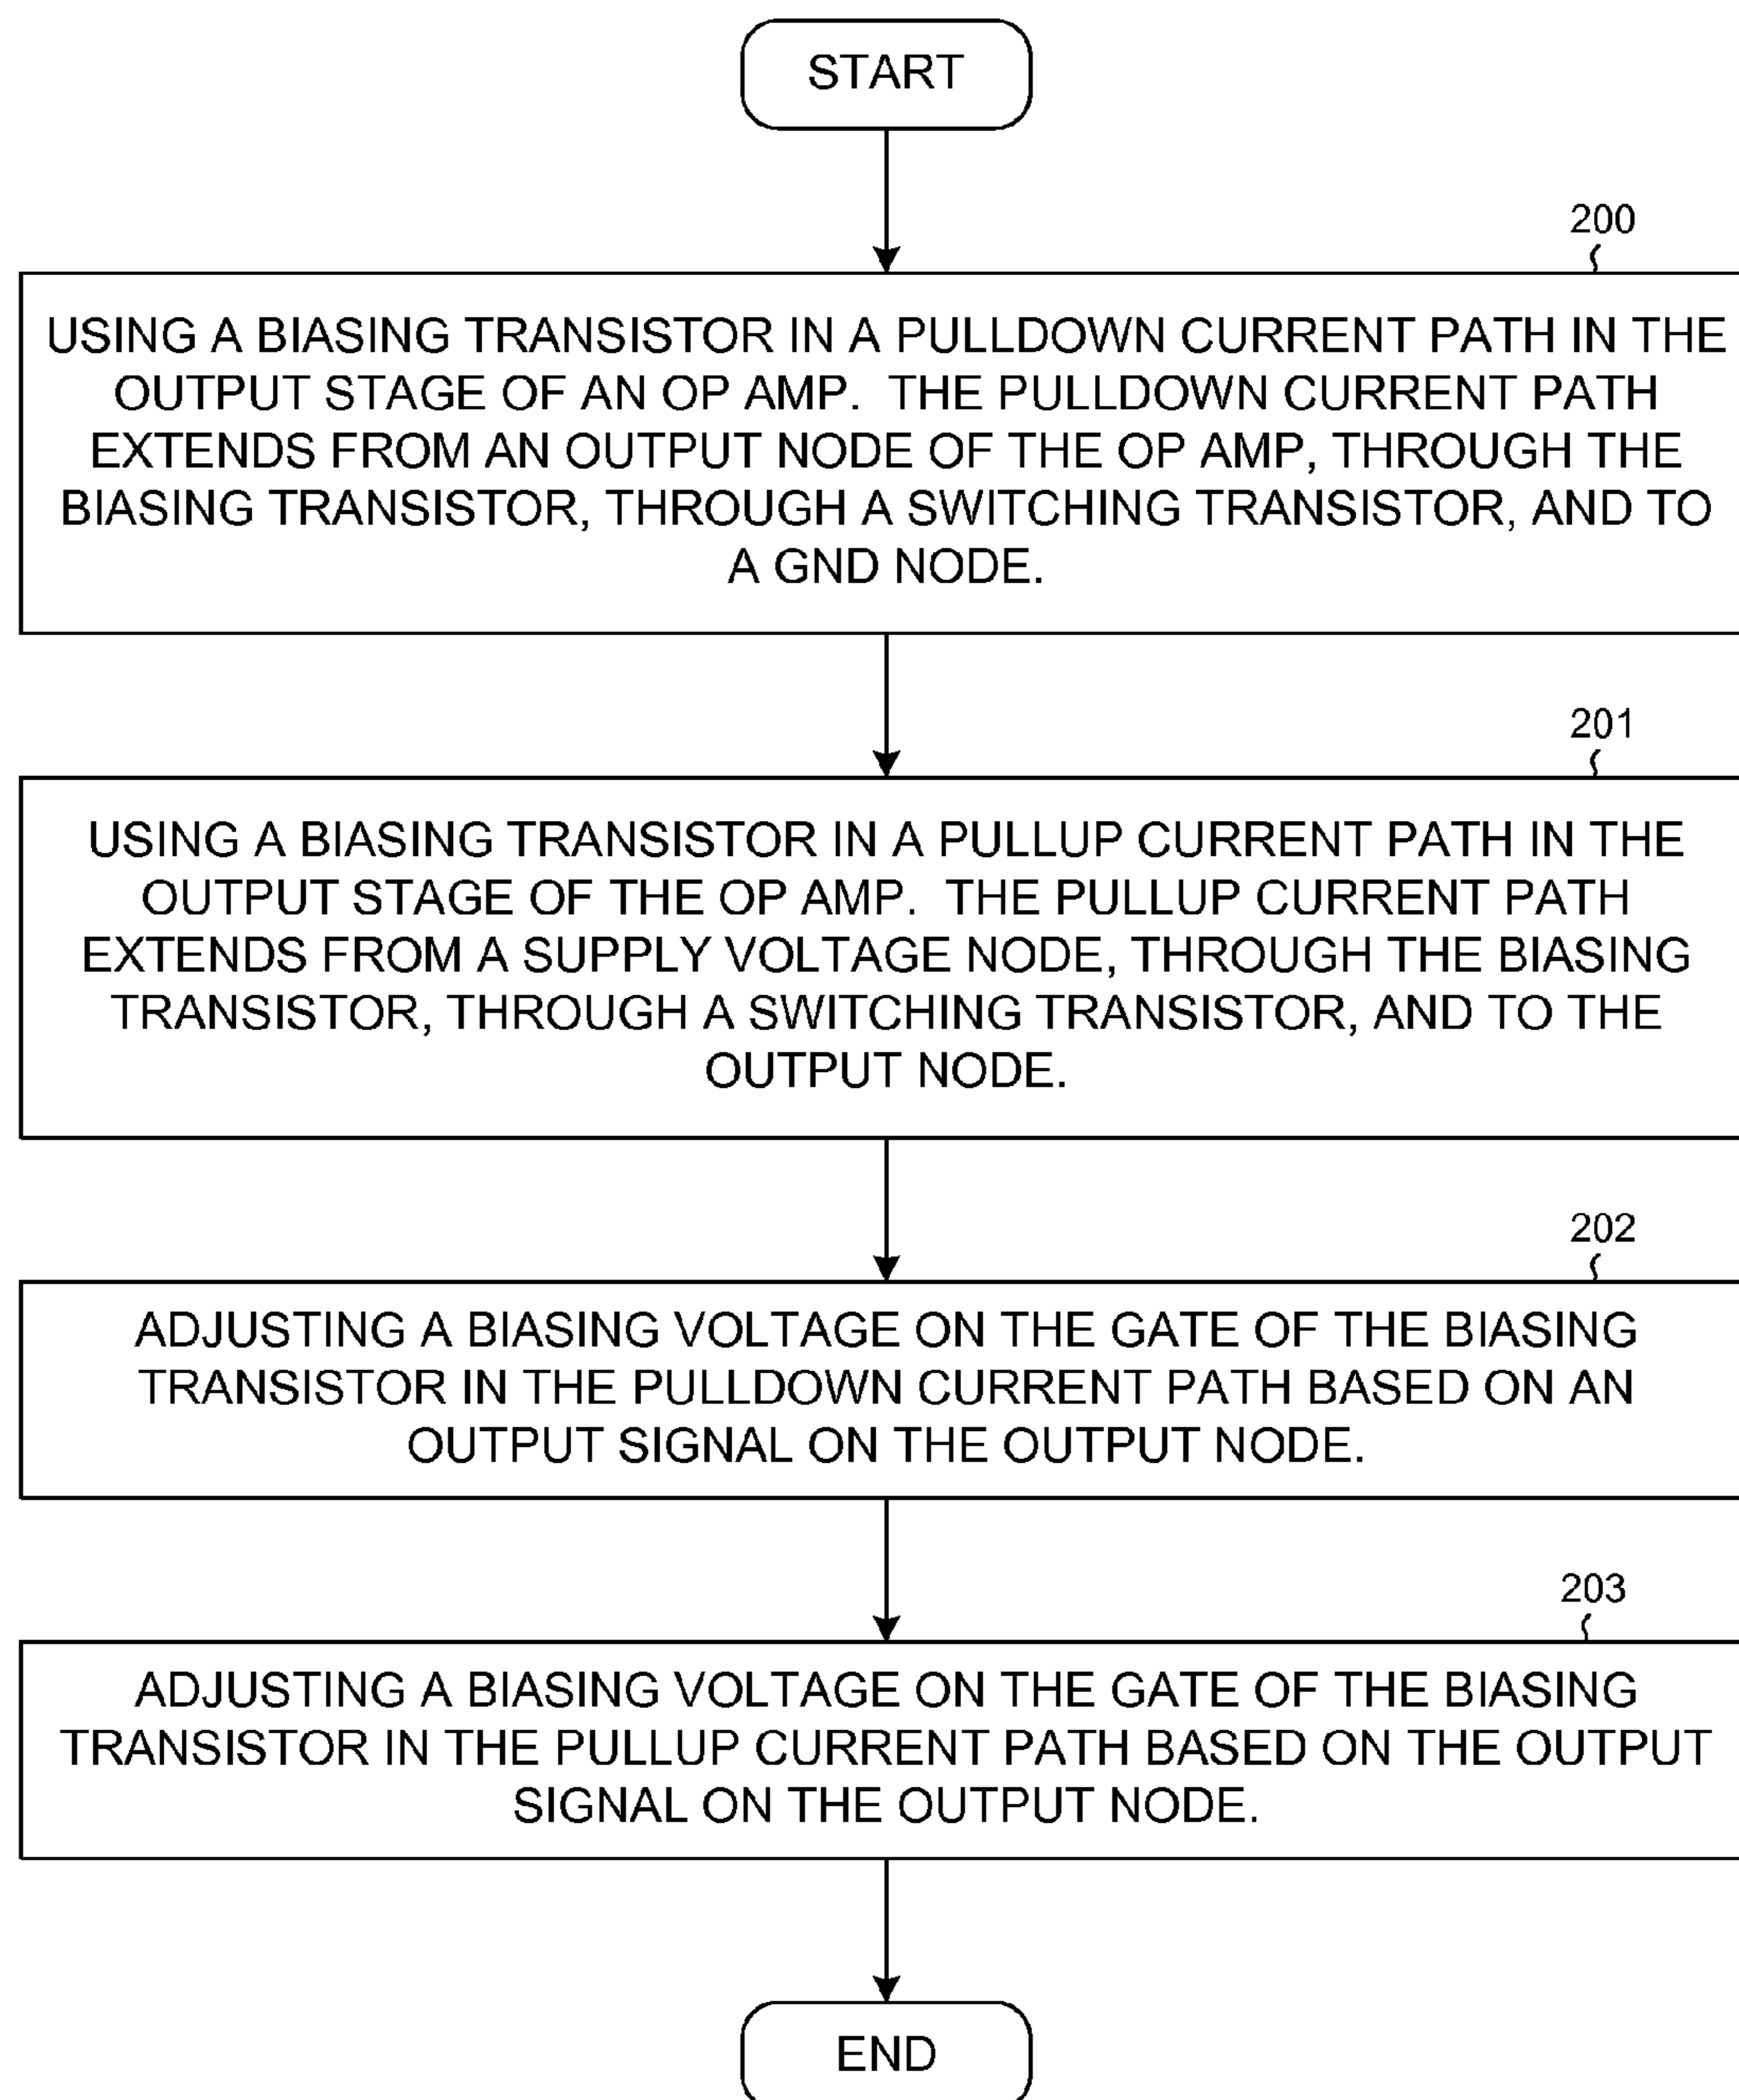 START
200
USING A BIASING TRANSISTOR IN A PULLDOWN CURRENT PATH IN THE
OUTPUT STAGE OF AN OP AMP. THE PULLDOWN CURRENT PATH
EXTENDS FROM AN OUTPUT NODE OF THE OP AMP, THROUGH THE
BIASING TRANSISTOR, THROUGH A SWITCHING TRANSISTOR, AND TO
A GND NODE.
201
USING A BIASING TRANSISTOR IN A PULLUP CURRENT PATH IN THE
OUTPUT STAGE OF THE OP AMP. THE PULLUP CURRENT PATH
EXTENDS FROM A SUPPLY VOLTAGE NODE, THROUGH THE BIASING
TRANSISTOR, THROUGH A SWITCHING TRANSISTOR, AND TO THE
OUTPUT NODE.
202
ADJUSTING A BIASING VOLTAGE ON THE GATE OF THE BIASING
TRANSISTOR IN THE PULLDOWN CURRENT PATH BASED ON AN
OUTPUT SIGNAL ON THE OUTPUT NODE.
203
ADJUSTING A BIASING VOLTAGE ON THE GATE OF THE BIASING
TRANSISTOR IN THE PULLUP CURRENT PATH BASED ON THE OUTPUT
SIGNAL ON THE OUTPUT NODE.
END